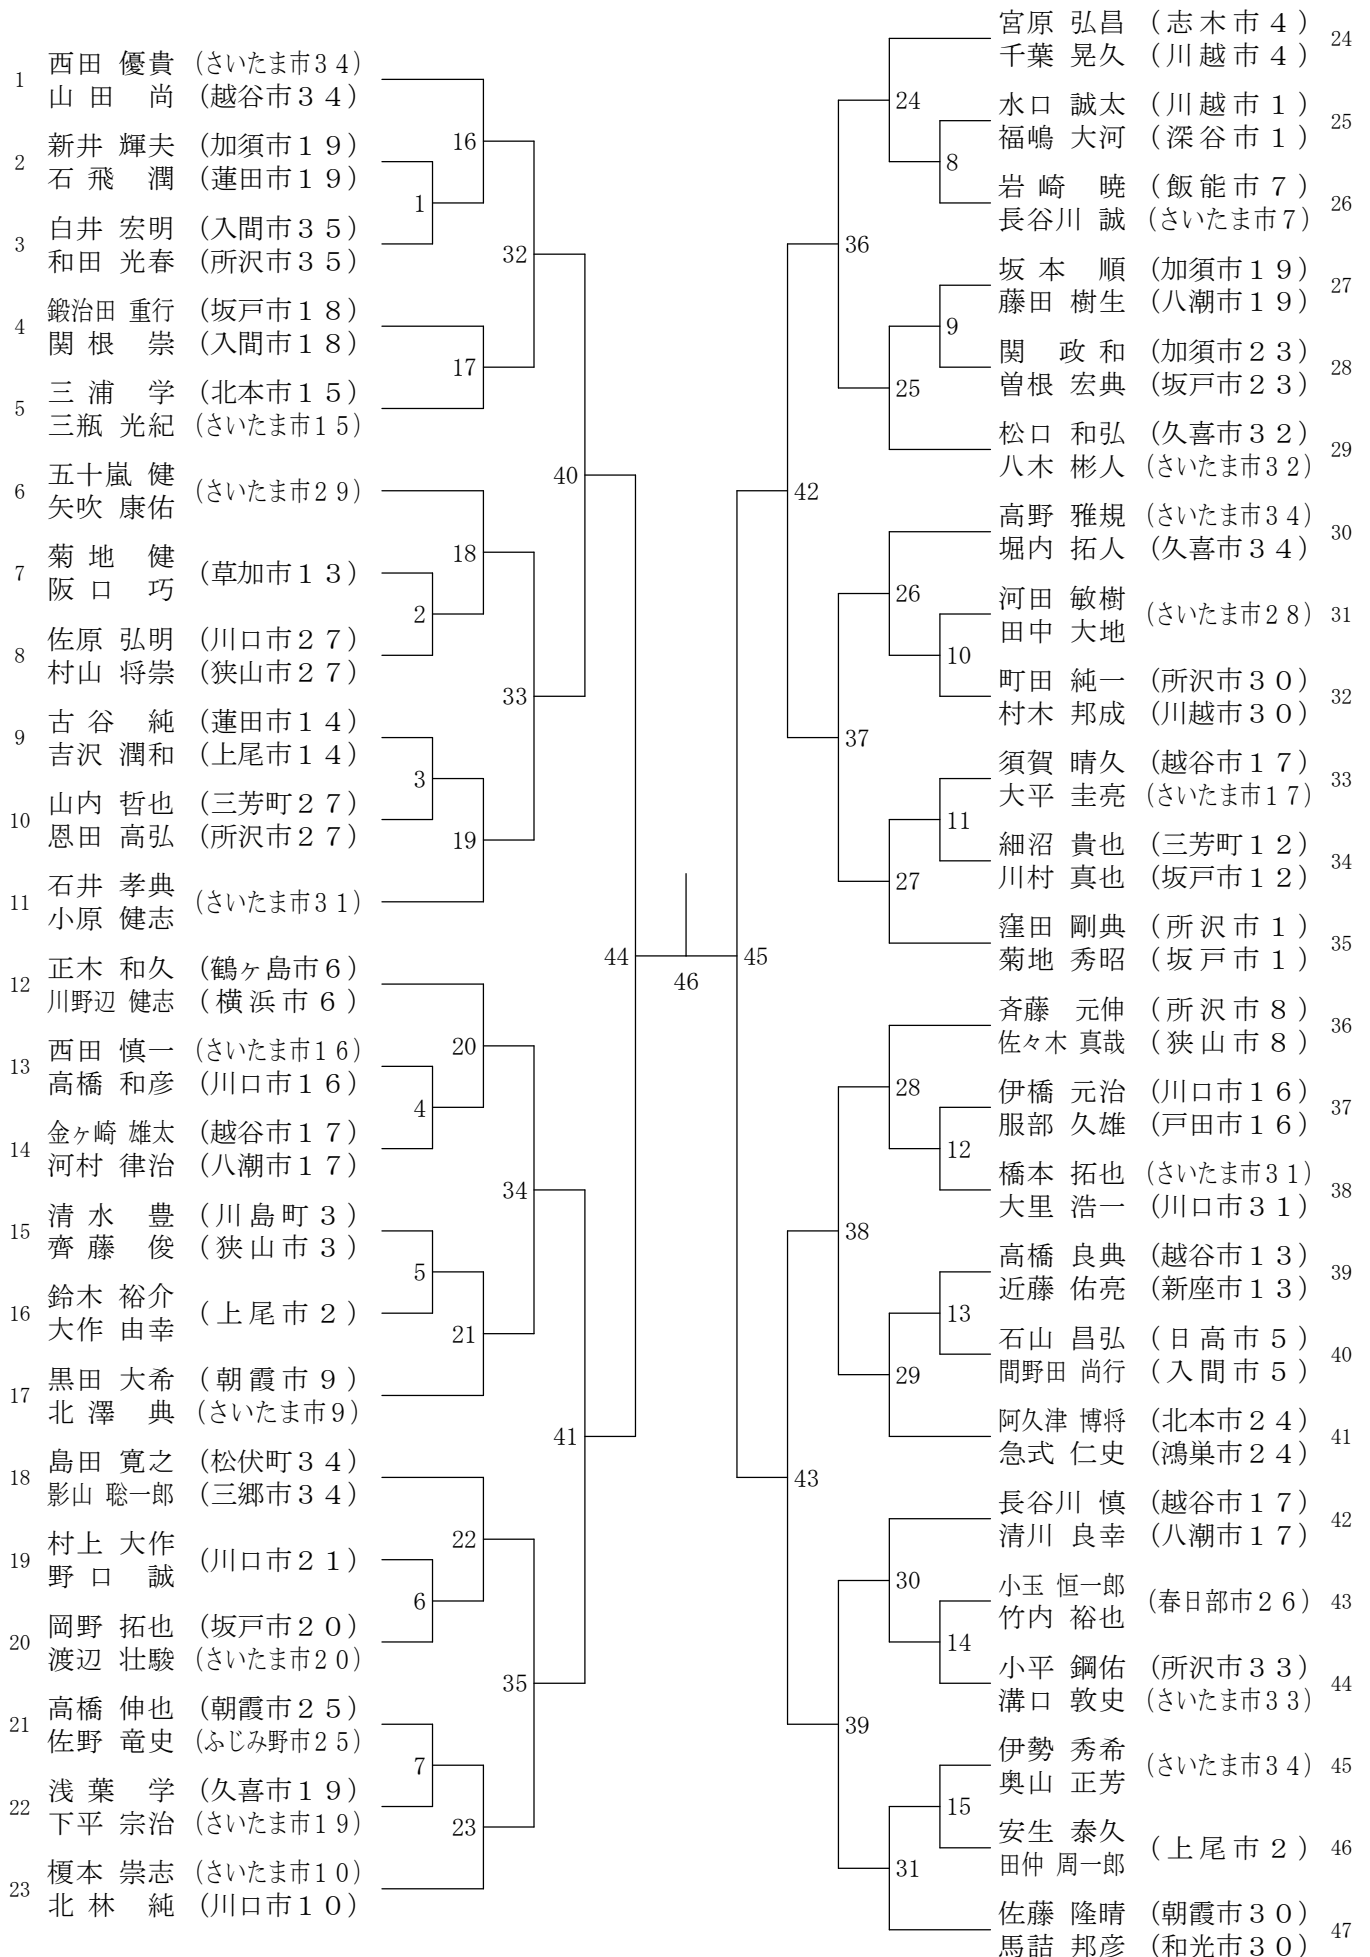 1 西田 優貴 (さいたま市34)
山田 尚 (越谷市34)
2 新井 輝夫 (加須市19)
石飛 潤 (蓮田市19)
3 白井 宏明 (入間市35)
和田 光春 (所沢市35)
4 鍛治田 重行 (坂戸市18)
関根 崇 (入間市18)
5 三浦 学 (北本市15)
三瓶 光紀 (さいたま市15)
6 五十嵐 健 (さいたま市29)
矢吹 康佑
7 菊地 健 (草加市13)
阪口 巧
8 佐原 弘明 (川口市27)
村山 将崇 (狭山市27)
9 古谷 純 (蓮田市14)
吉沢 潤和 (上尾市14)
10 山内 哲也 (三芳町27)
恩田 高弘 (所沢市27)
11 石井 孝典 (さいたま市31)
小原 健志
12 正木 和久 (鶴ヶ島市6)
川野辺 健志 (横浜市6)
13 西田 慎一 (さいたま市16)
高橋 和彦 (川口市16)
14 金ヶ崎 雄太 (越谷市17)
河村 律治 (八潮市17)
15 清水 豊 (川島町3)
齊藤 俊 (狭山市3)
16 鈴木 裕介 (上尾市2)
大作 由幸
17 黒田 大希 (朝霞市9)
北澤 典 (さいたま市9)
18 島田 寛之 (松伏町34)
影山 聡一郎 (三郷市34)
19 村上 大作 (川口市21)
野口 誠
20 岡野 拓也 (坂戸市20)
渡辺 壮駿 (さいたま市20)
21 高橋 伸也 (朝霞市25)
佐野 竜史 (ふじみ野市25)
22 浅葉 学 (久喜市19)
下平 宗治 (さいたま市19)
23 榎本 崇志 (さいたま市10)
北林 純 (川口市10)
1
2
3
4
5
6
7
16
17
18
19
20
21
22
23
32
33
34
35
40
41
44
46
45
42
43
36
37
38
39
24
25
26
27
28
29
30
31
8
9
10
11
12
13
14
15
宮原 弘昌 (志木市4) 24
千葉 晃久 (川越市4)
水口 誠太 (川越市1) 25
福嶋 大河 (深谷市1)
岩崎 暁 (飯能市7) 26
長谷川 誠 (さいたま市7)
坂本 順 (加須市19) 27
藤田 樹生 (八潮市19)
関 政和 (加須市23) 28
曽根 宏典 (坂戸市23)
松口 和弘 (久喜市32) 29
八木 彬人 (さいたま市32)
高野 雅規 (さいたま市34) 30
堀内 拓人 (久喜市34)
河田 敏樹 (さいたま市28) 31
田中 大地
町田 純一 (所沢市30) 32
村木 邦成 (川越市30)
須賀 晴久 (越谷市17) 33
大平 圭亮 (さいたま市17)
細沼 貴也 (三芳町12) 34
川村 真也 (坂戸市12)
窪田 剛典 (所沢市1) 35
菊地 秀昭 (坂戸市1)
斉藤 元伸 (所沢市8) 36
佐々木 真哉 (狭山市8)
伊橋 元治 (川口市16) 37
服部 久雄 (戸田市16)
橋本 拓也 (さいたま市31) 38
大里 浩一 (川口市31)
高橋 良典 (越谷市13) 39
近藤 佑亮 (新座市13)
石山 昌弘 (日高市5) 40
間野田 尚行 (入間市5)
阿久津 博将 (北本市24) 41
急式 仁史 (鴻巣市24)
長谷川 慎 (越谷市17) 42
清川 良幸 (八潮市17)
小玉 恒一郎 (春日部市26) 43
竹内 裕也
小平 鋼佑 (所沢市33) 44
溝口 敦史 (さいたま市33)
伊勢 秀希 (さいたま市34) 45
奥山 正芳
安生 泰久 (上尾市2) 46
田仲 周一郎
佐藤 隆晴 (朝霞市30) 47
馬詰 邦彦 (和光市30)